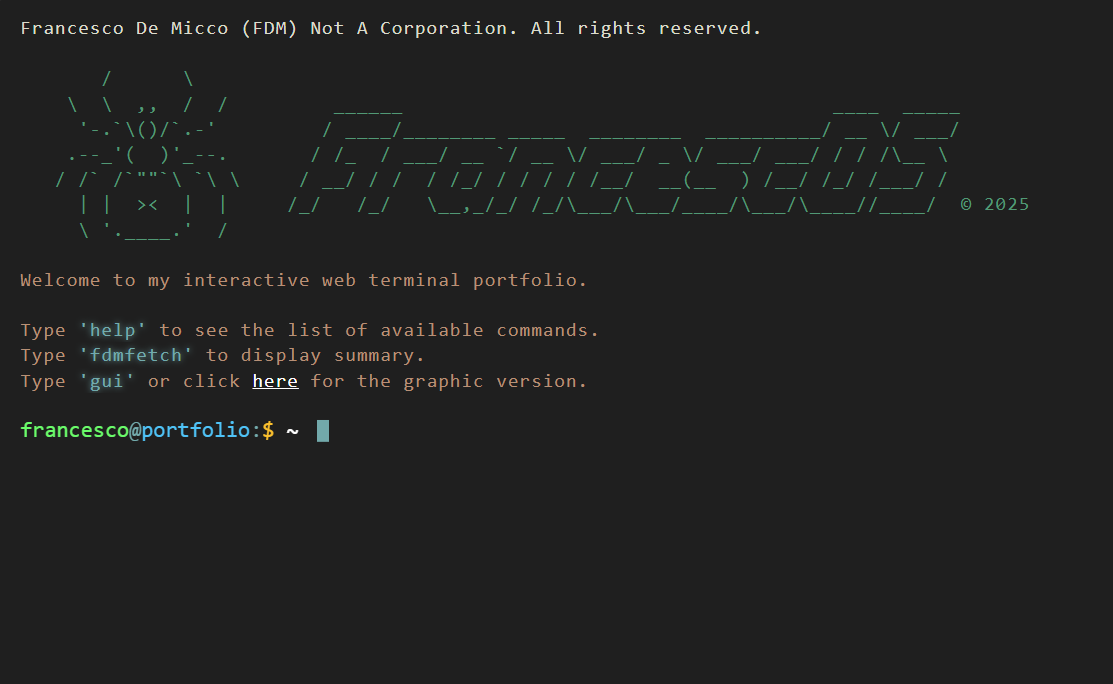 Francesco De Micco (FDM) Not A Corporation. All rights reserved.
FrancescOS © 2025
Welcome to my interactive web terminal portfolio.
Type 'help' to see the list of available commands.
Type 'fdmfetch' to display summary.
Type 'gui' or click here for the graphic version.
francesco@portfolio:$ ~